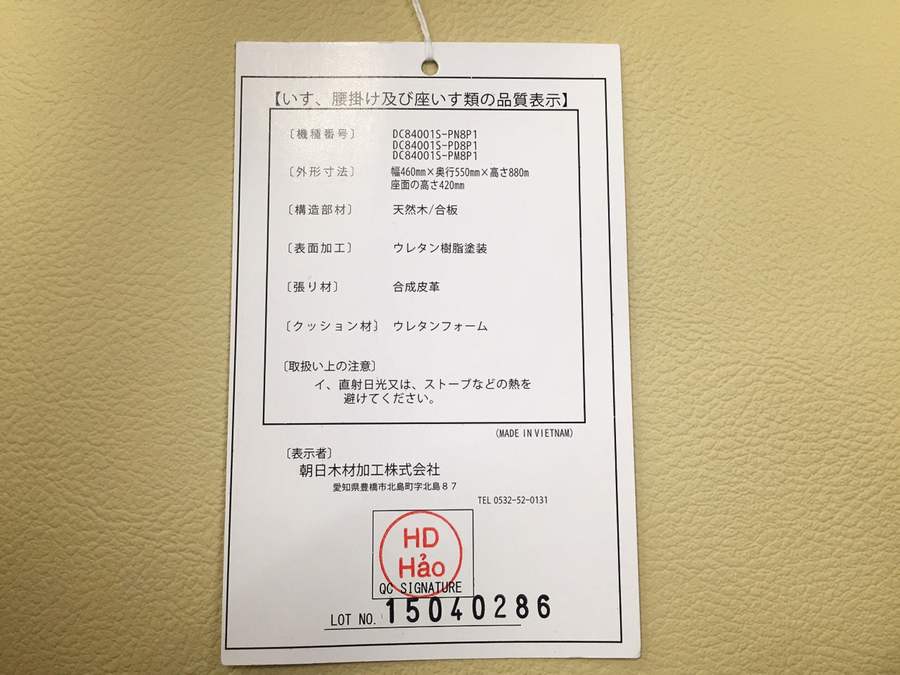 【いす、腰掛け及び座いす類の品質表示】
〔機種番号〕 DC84001S-PN8P1
DC84001S-PD8P1
DC84001S-PM8P1
〔外形寸法〕 幅460mm×奥行550mm×高さ880m
座面の高さ420mm
〔構造部材〕 天然木/合板
〔表面加工〕 ウレタン樹脂塗装
〔張り材〕 合成皮革
〔クッション材〕 ウレタンフォーム
〔取扱い上の注意〕
イ、直射日光又は、ストーブなどの熱を
避けてください。
(MADE IN VIETNAM)
〔表示者〕
朝日木材加工株式会社
愛知県豊橋市北島町字北島87
TEL 0532-52-0131
HD
Hảo
QC SIGNATURE
LOT NO. 15040286